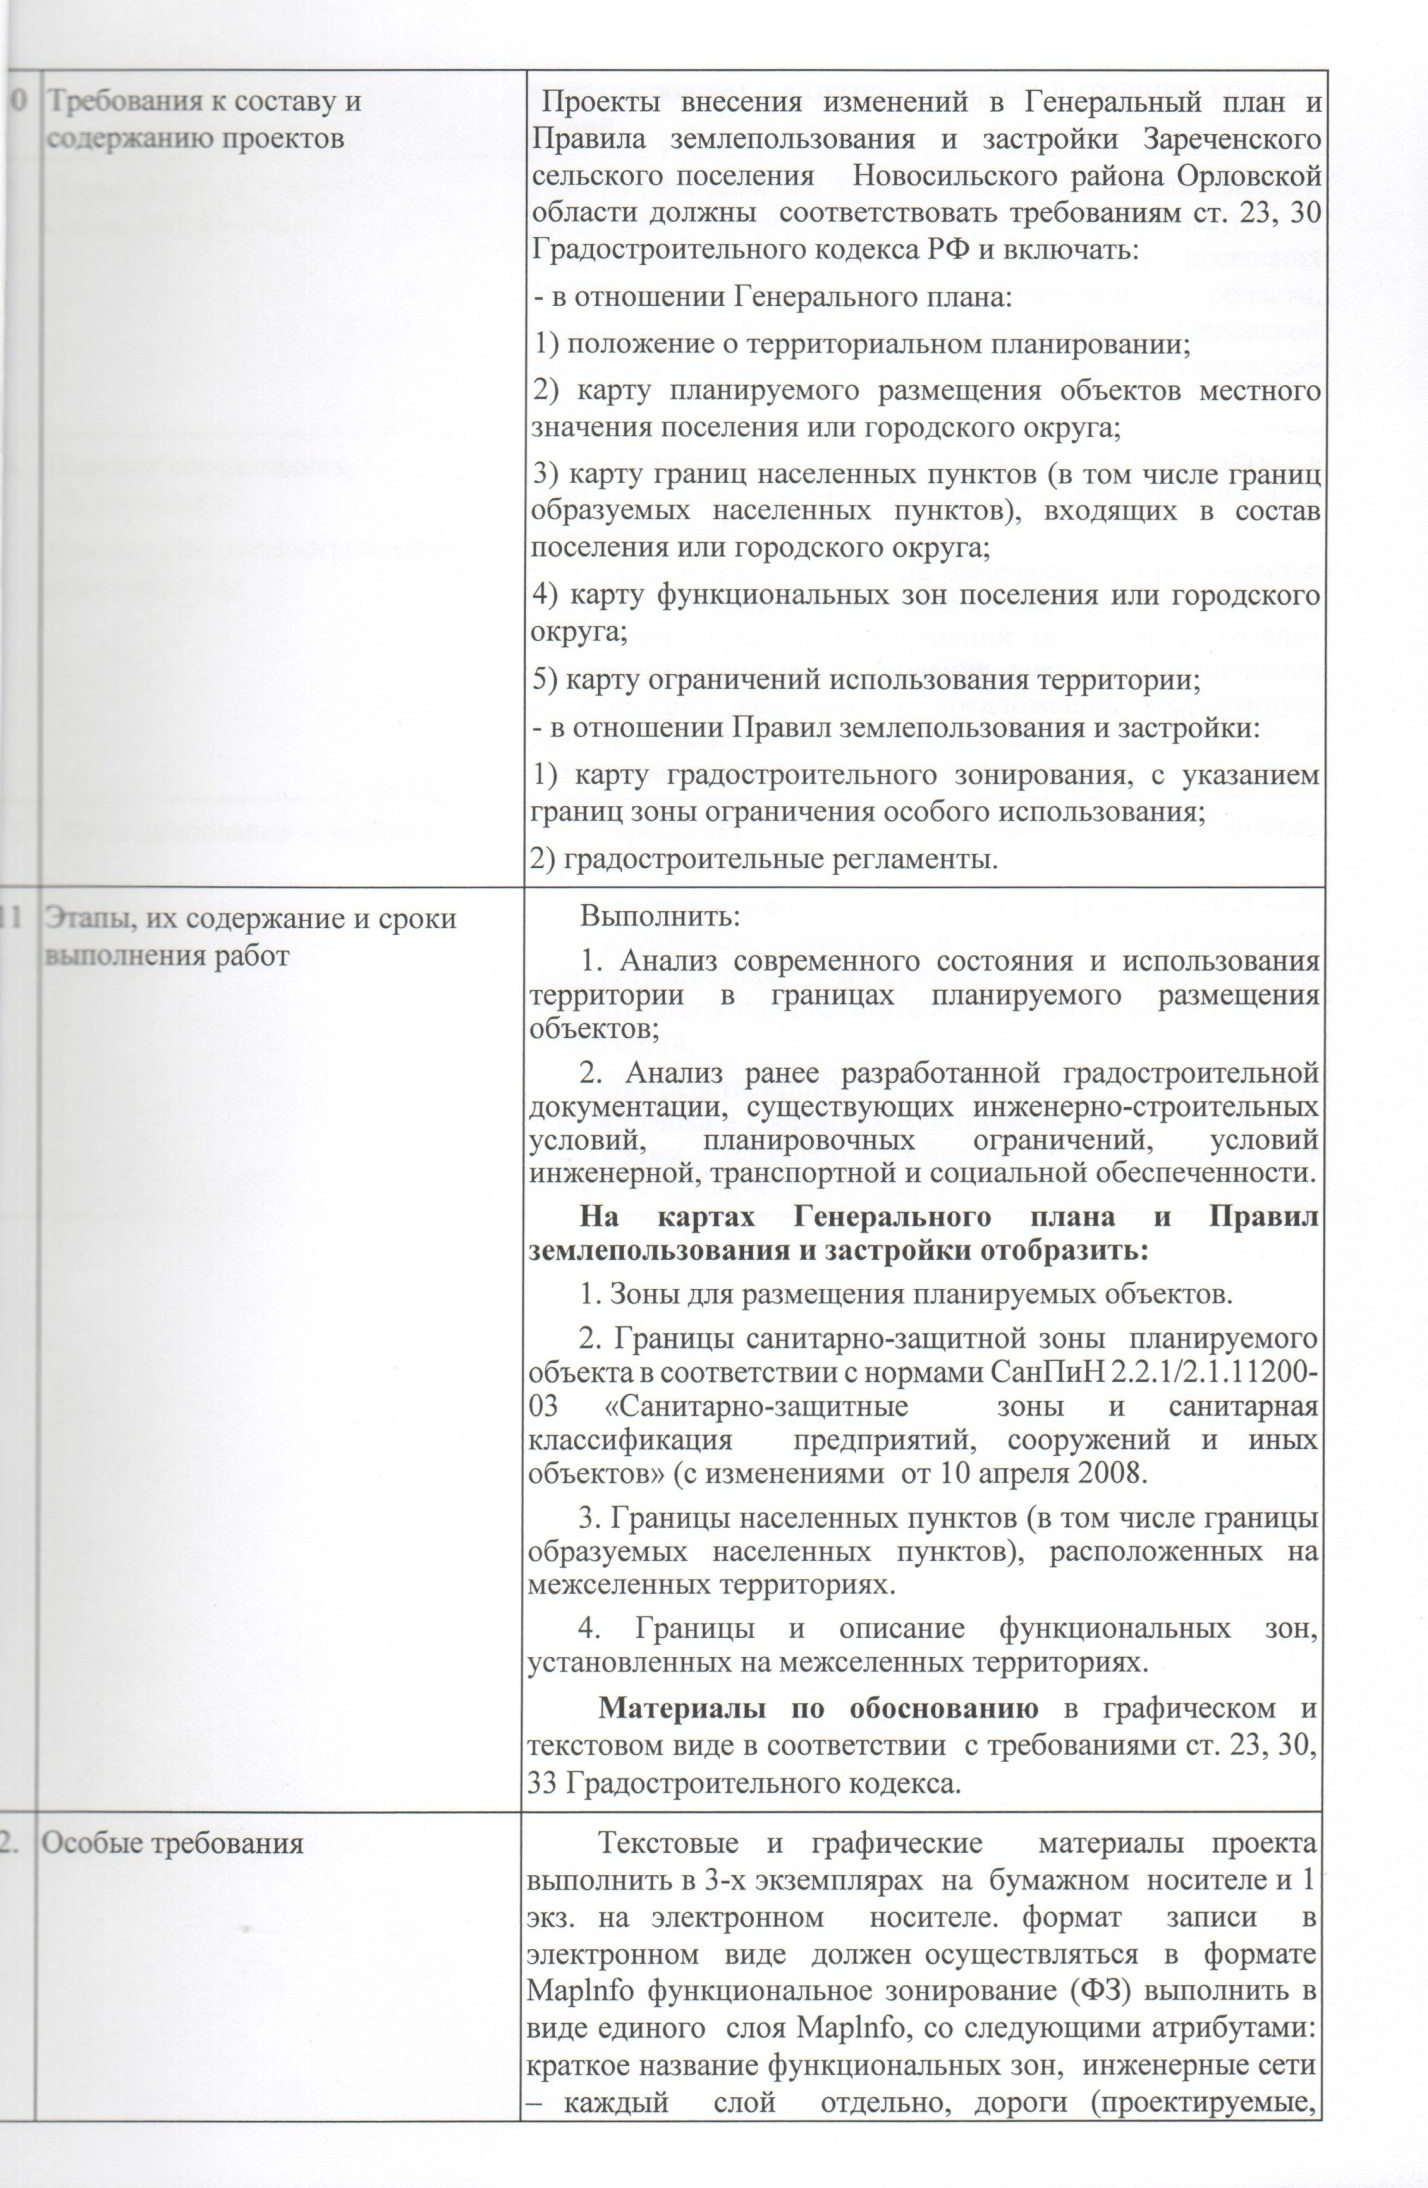 0 Требования к составу и
содержанию проектов
Проекты внесения изменений в Генеральный план и
Правила землепользования и застройки Зареченского
сельского поселения Новосильского района Орловской
области должны соответствовать требованиям ст. 23, 30
Градостроительного кодекса РФ и включать:
- в отношении Генерального плана:
1) положение о территориальном планировании;
2) карту планируемого размещения объектов местного
значения поселения или городского округа;
3) карту границ населенных пунктов (в том числе границ
образуемых населенных пунктов), входящих в состав
поселения или городского округа;
4) карту функциональных зон поселения или городского
округа;
5) карту ограничений использования территории;
- в отношении Правил землепользования и застройки:
1) карту градостроительного зонирования, с указанием
границ зоны ограничения особого использования;
2) градостроительные регламенты.
11 Этапы, их содержание и сроки
выполнения работ
Выполнить:
1. Анализ современного состояния и использования
территории в границах планируемого размещения
объектов;
2. Анализ ранее разработанной градостроительной
документации, существующих инженерно-строительных
условий, планировочных ограничений, условий
инженерной, транспортной и социальной обеспеченности.
На картах Генерального плана и Правил
землепользования и застройки отобразить:
1. Зоны для размещения планируемых объектов.
2. Границы санитарно-защитной зоны планируемого
объекта в соответствии с нормами СанПиН 2.2.1/2.1.11200-
03 «Санитарно-защитные зоны и санитарная
классификация предприятий, сооружений и иных
объектов» (с изменениями от 10 апреля 2008.
3. Границы населенных пунктов (в том числе границы
образуемых населенных пунктов), расположенных на
межселенных территориях.
4. Границы и описание функциональных зон,
установленных на межселенных территориях.
Материалы по обоснованию в графическом и
текстовом виде в соответствии с требованиями ст. 23, 30,
33 Градостроительного кодекса.
2. Особые требования
Текстовые и графические материалы проекта
выполнить в 3-х экземплярах на бумажном носителе и 1
экз. на электронном носителе. формат записи в
электронном виде должен осуществляться в формате
Maplnfo функциональное зонирование (ФЗ) выполнить в
виде единого слоя Maplnfo, со следующими атрибутами:
краткое название функциональных зон, инженерные сети
– каждый слой отдельно, дороги (проектируемые,